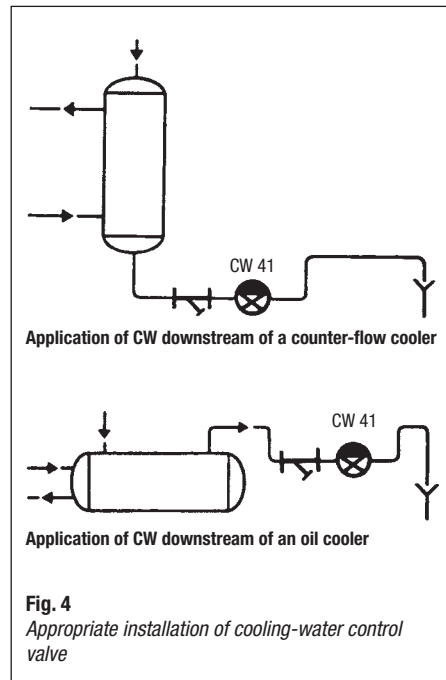 CW 41
Application of CW downstream of a counter-flow cooler
CW 41
Application of CW downstream of an oil cooler
Fig. 4
Appropriate installation of cooling-water control
valve